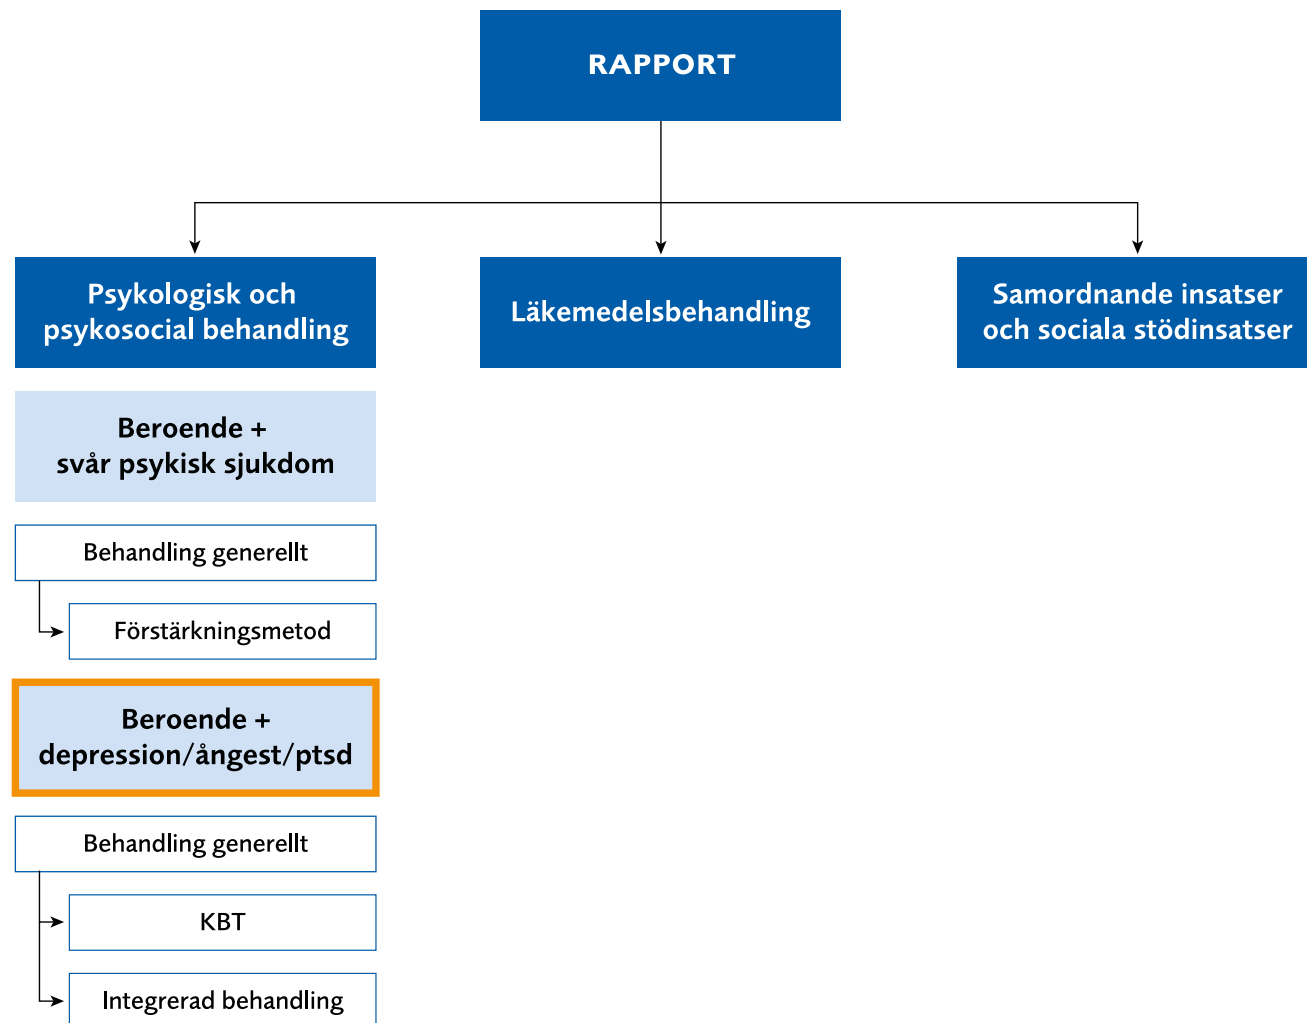 RAPPORT
Psykologisk och
psykosocial behandling
Läkemedelsbehandling
Samordnande insatser
och sociala stödinsatser
Beroende +
svår psykisk sjukdom
Behandling generellt
Förstärkningsmetod
Beroende +
depression/ångest/ptsd
Behandling generellt
KBT
Integrerad behandling